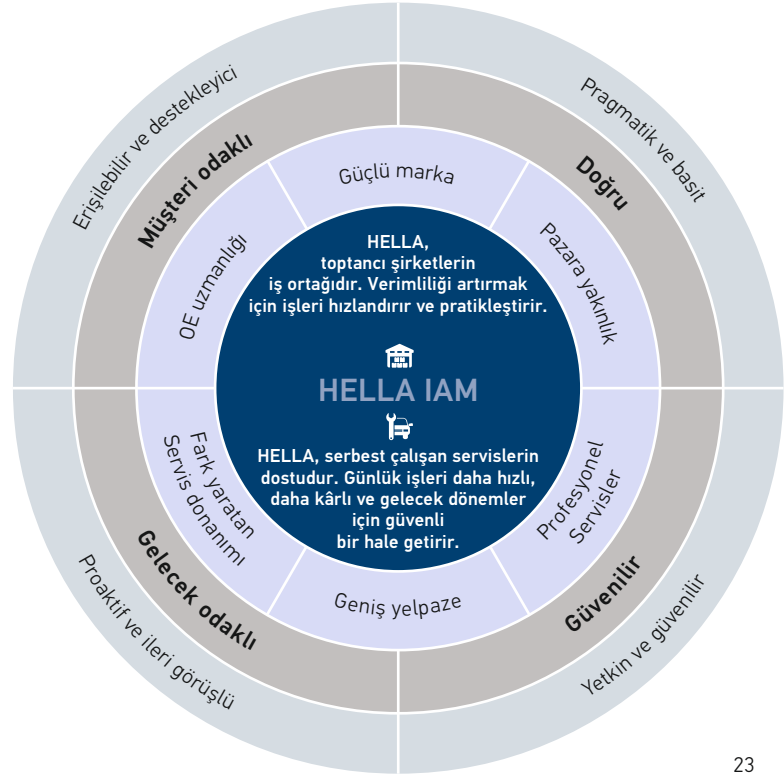 Erişilebilir ve destekleyici
Pragmatik ve basit
Müşteri odaklı
Doğru
Güçlü marka
OE uzmanlığı
Pazara yakınlık
HELLA,
toptancı şirketlerin
iş ortağıdır. Verimliliği artırmak
için işleri hızlandırır ve pratikleştirir.
HELLA IAM
HELLA, serbest çalışan servislerin
dostudur. Günlük işleri daha hızlı,
daha kârlı ve gelecek dönemler
için güvenli
bir hale getirir.
Fark yaratan
Servis donanımı
Profesyonel
Servisler
Geniş yelpaze
Gelecek odaklı
Güvenilir
Proaktif ve ileri görüşlü
Yetkin ve güvenilir
23